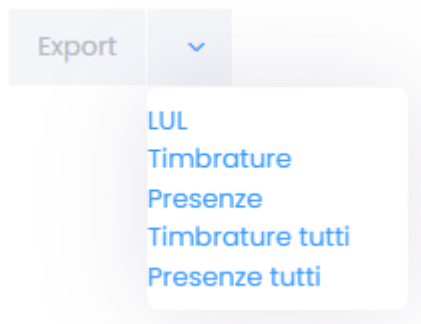 Export
LUL
Timbrature
Presenze
Timbrature tutti
Presenze tutti